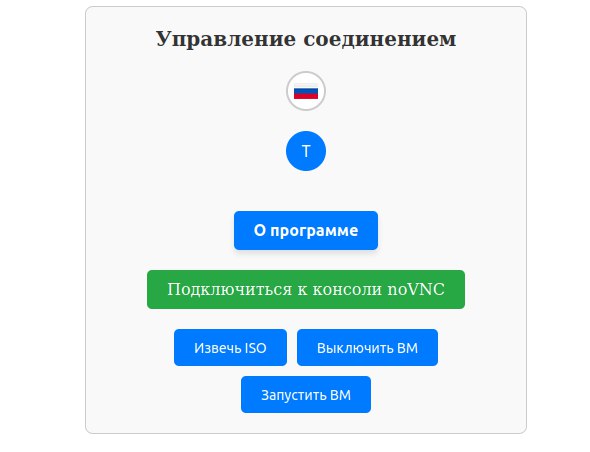 Управление соединением
T
О программе
Подключиться к консоли noVNC
Извечь ISO
Выключить ВМ
Запустить ВМ